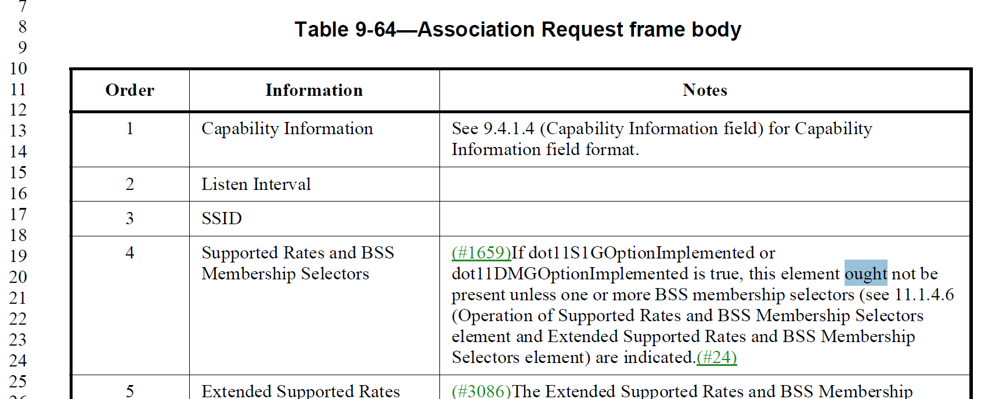 7
8
Table 9-64—Association Request frame body
9
10
11
Order Information Notes
12
13
1 Capability Information See 9.4.1.4 (Capability Information field) for Capability
14
Information field format.
15
2 Listen Interval
16
17
3 SSID
18
19
4 Supported Rates and BSS (#1659)If dot11S1GOptionImplemented or
20
Membership Selectors dot11DMGOptionImplemented is true, this element ought not be
21
present unless one or more BSS membership selectors (see 11.1.4.6
22
(Operation of Supported Rates and BSS Membership Selectors
23
element and Extended Supported Rates and BSS Membership
24
Selectors element) are indicated.(#24)
25
5 Extended Supported Rates (#3086)The Extended Supported Rates and BSS Membership